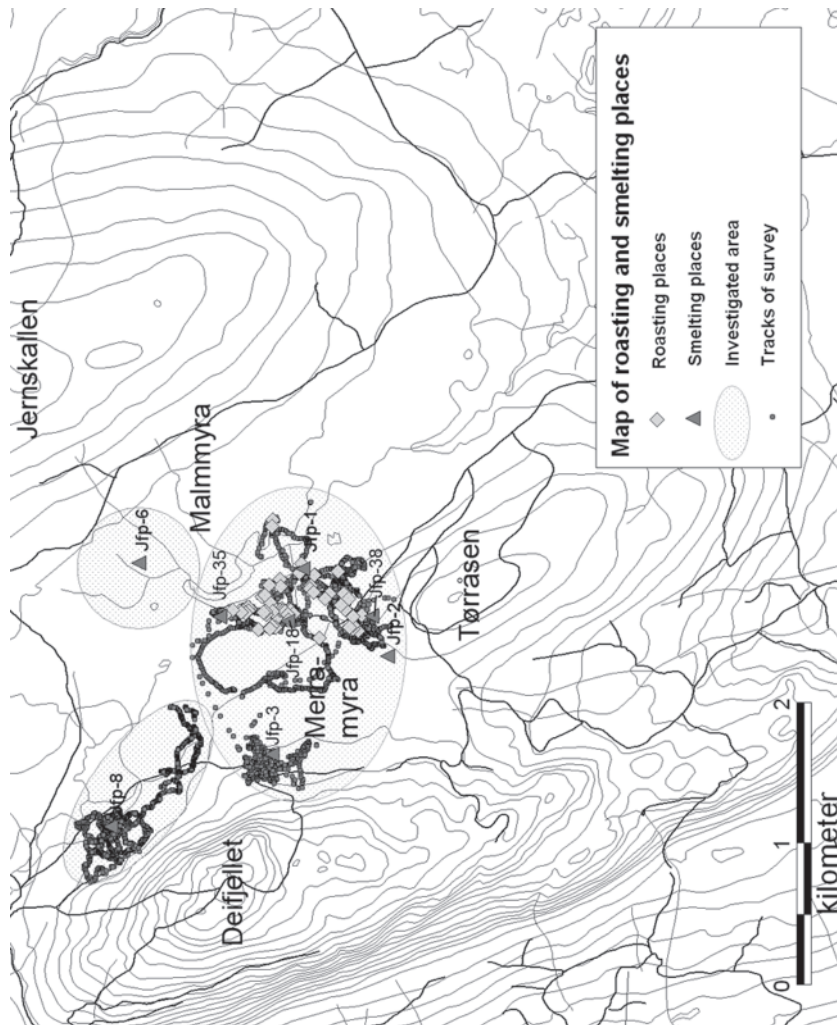 Jernskallen
Malmmyra
Jfp-6
Jfp-35
Jfp-1
Jfp-38
Jfp-2
Jfp-18
Jfp-3
Merra-
myra
Jfp-8
Tørråsen
Deifjellet
Map of roasting and smelting places
Roasting places
Smelting places
Investigated area
Tracks of survey
0 1 2
kilometer